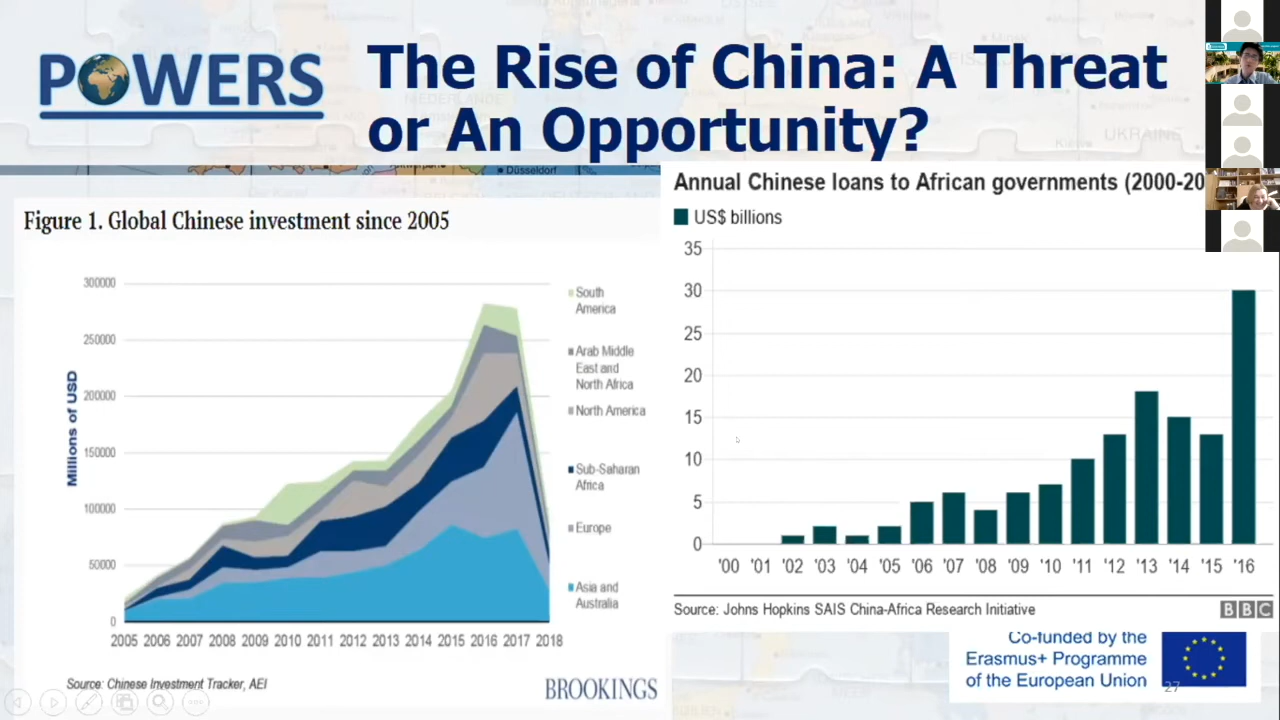 POWERS
The Rise of China: A Threat
or An Opportunity?
NEDERLANDE
UKRAINE
Düsseldorf
Figure 1. Global Chinese investment since 2005
300000
250000
200000
150000
100000
50000
0
Millions of USD
2005 2006 2007 2008 2009 2010 2011 2012 2013 2014 2015 2016 2017 2018
South
America
Arab Middle
East and
North Africa
North America
Sub-Saharan
Africa
Europe
Asia and
Australia
Source: Chinese Investment Tracker, AEI
BROOKINGS
Annual Chinese loans to African governments (2000-20
US$ billions
35
30
25
20
15
10
5
0
'00 '01 '02 '03 '04 '05 '06 '07 '08 '09 '10 '11 '12 '13 '14 '15 '16
Source: Johns Hopkins SAIS China-Africa Research Initiative
BBC
Co-funded by the
Erasmus+ Programme
of the European Union
27